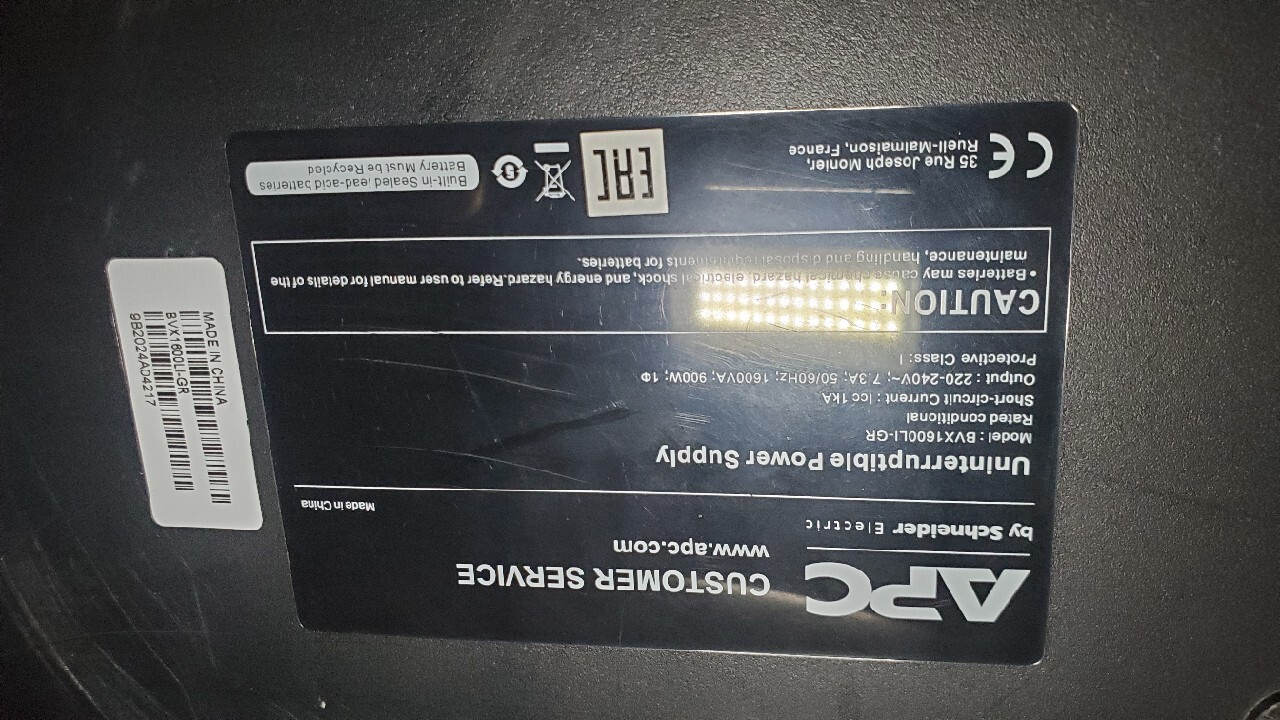 APC
by Schneider Electric
CUSTOMER SERVICE
www.apc.com
Made in China
Uninterruptible Power Supply
Model : BVX1600LI-GR
Rated conditional
Short-circuit Current : Icc 1kA
Output : 220-240V~; 7.3A; 50/60Hz; 1600VA; 900W; 1Φ
Protective Class: I
CAUTION:
• Batteries may cause chemical hazard, electrical shock, and energy hazard.Refer to user manual for details of the
maintenance, handling and disposal requirements for batteries.
CE
35 Rue Joseph Monier,
Rueil-Malmaison, France
EAC
Built-in Sealed lead-acid batteries
Battery Must be Recycled
MADE IN CHINA
BVX1600LI-GR
9B2024A04217